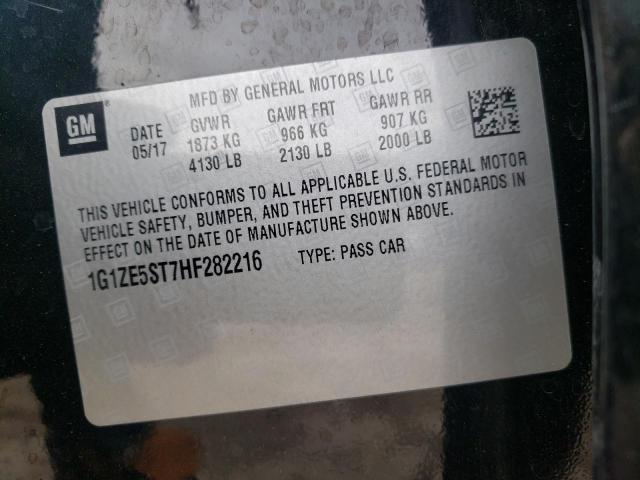 MFD BY GENERAL MOTORS LLC
GM
DATE GVWR GAWR FRT GAWR RR
05/17 1873 KG 966 KG 907 KG
4130 LB 2130 LB 2000 LB
THIS VEHICLE CONFORMS TO ALL APPLICABLE U.S. FEDERAL MOTOR
VEHICLE SAFETY, BUMPER, AND THEFT PREVENTION STANDARDS IN
EFFECT ON THE DATE OF MANUFACTURE SHOWN ABOVE.
1G1ZE5ST7HF282216 TYPE: PASS CAR